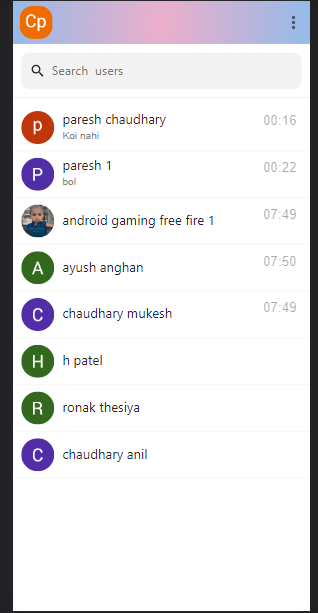 Cp
Search users
p
paresh chaudhary
00:16
Koi nahi
P
paresh 1
00:22
bol
android gaming free fire 1
07:49
A
ayush anghan
07:50
C
chaudhary mukesh
07:49
H
h patel
R
ronak thesiya
C
chaudhary anil